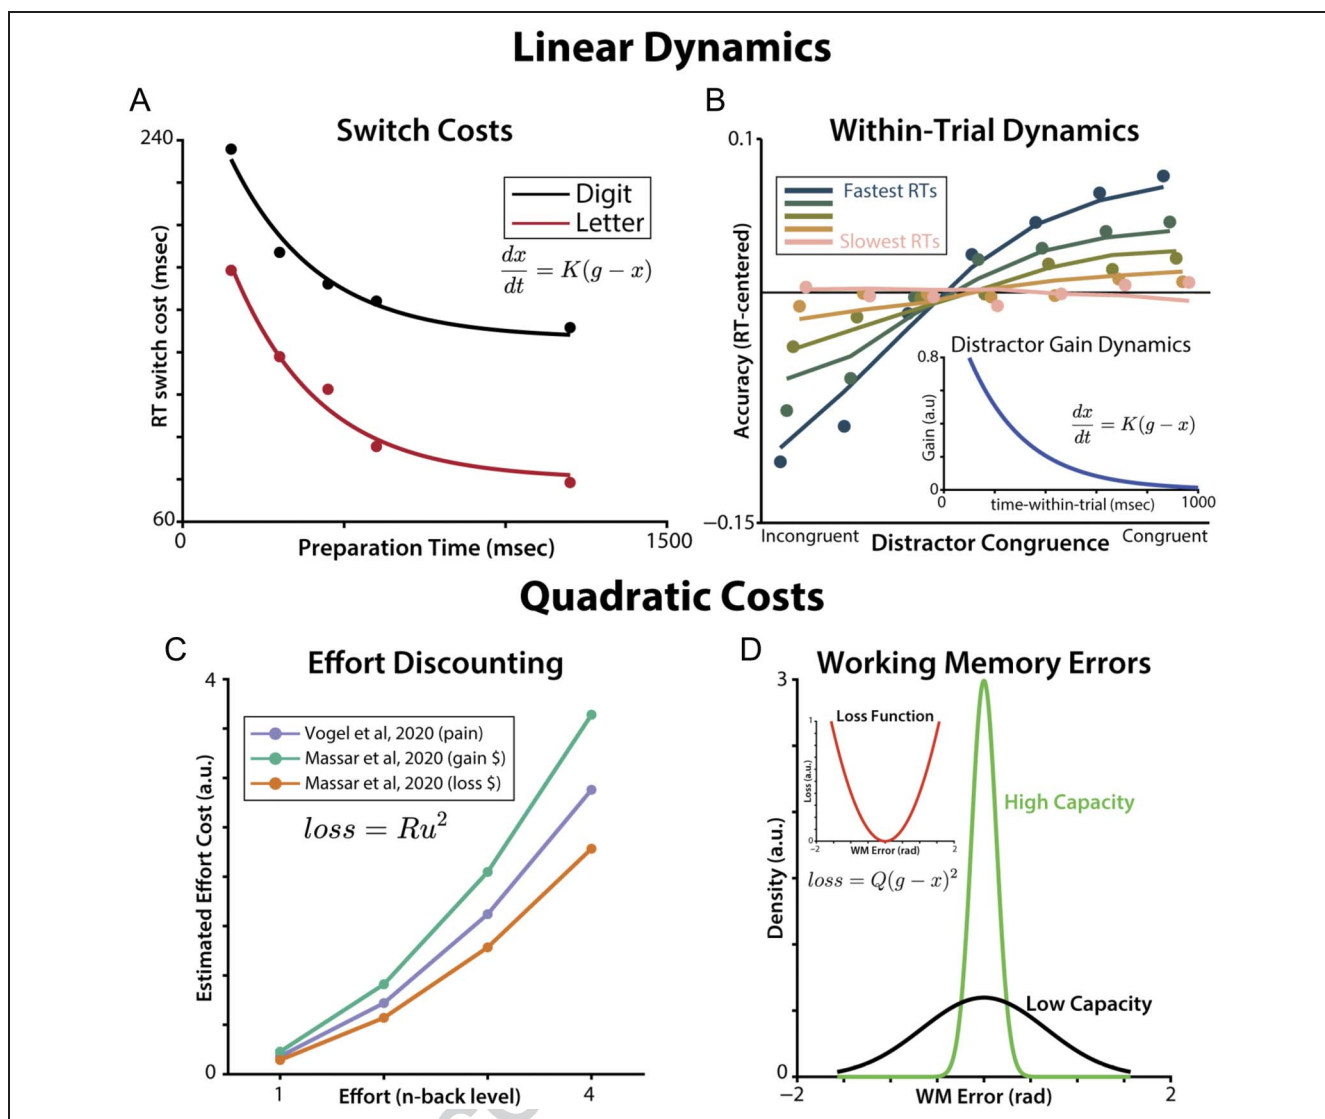 Linear Dynamics
A
Switch Costs
240
Digit
Letter
dx/dt = K(g − x)
RT switch cost (msec)
60
0
Preparation Time (msec)
1500
B
Within-Trial Dynamics
0.1
Fastest RTs
Slowest RTs
Accuracy (RT-centered)
Distractor Gain Dynamics
0.8
Gain (a.u)
dx/dt = K(g − x)
0
0
time-within-trial (msec)
1000
−0.15
Incongruent
Distractor Congruence
Congruent
Quadratic Costs
C
Effort Discounting
4
Vogel et al, 2020 (pain)
Massar et al, 2020 (gain $)
Massar et al, 2020 (loss $)
loss = Ru²
Estimated Effort Cost (a.u.)
0
1
Effort (n-back level)
4
D
Working Memory Errors
3
Loss Function
1
Loss (a.u.)
0
−2
WM Error (rad)
2
loss = Q(g − x)²
High Capacity
Density (a.u.)
Low Capacity
0
−2
WM Error (rad)
2